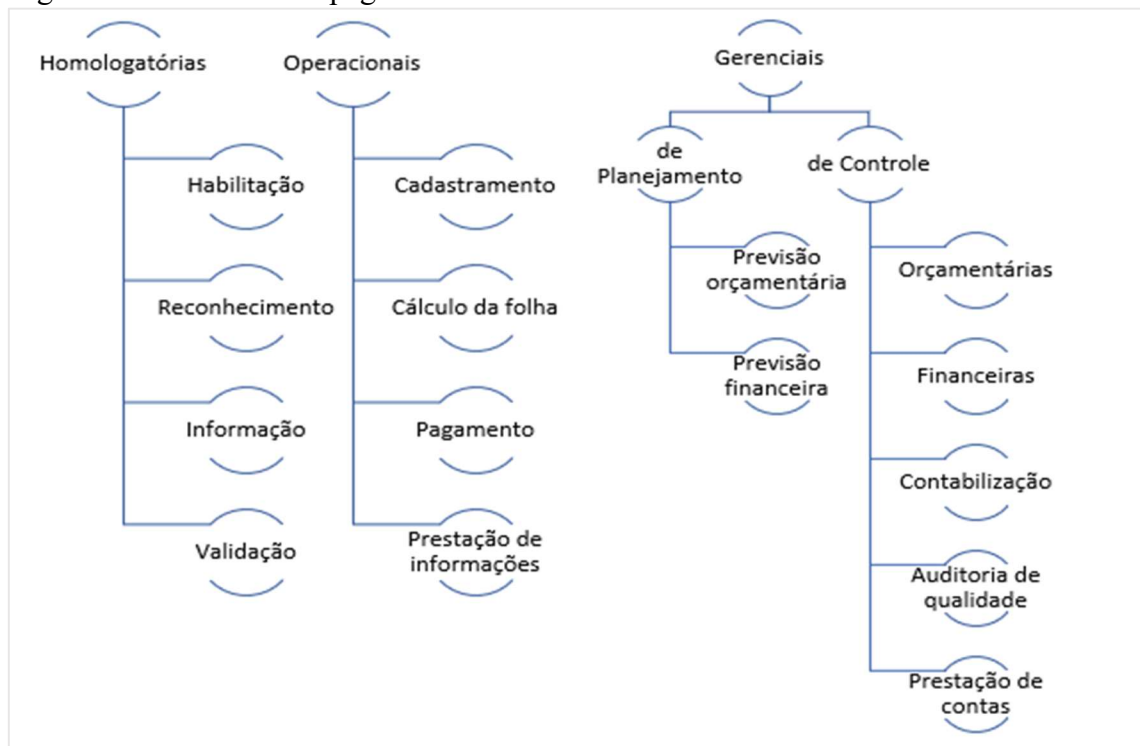 Homologatórias
Habilitação
Reconhecimento
Informação
Validação
Operacionais
Cadastramento
Cálculo da folha
Pagamento
Prestação de
informações
Gerenciais
de
Planejamento
Previsão
orçamentária
Previsão
financeira
de Controle
Orçamentárias
Financeiras
Contabilização
Auditoria de
qualidade
Prestação de
contas